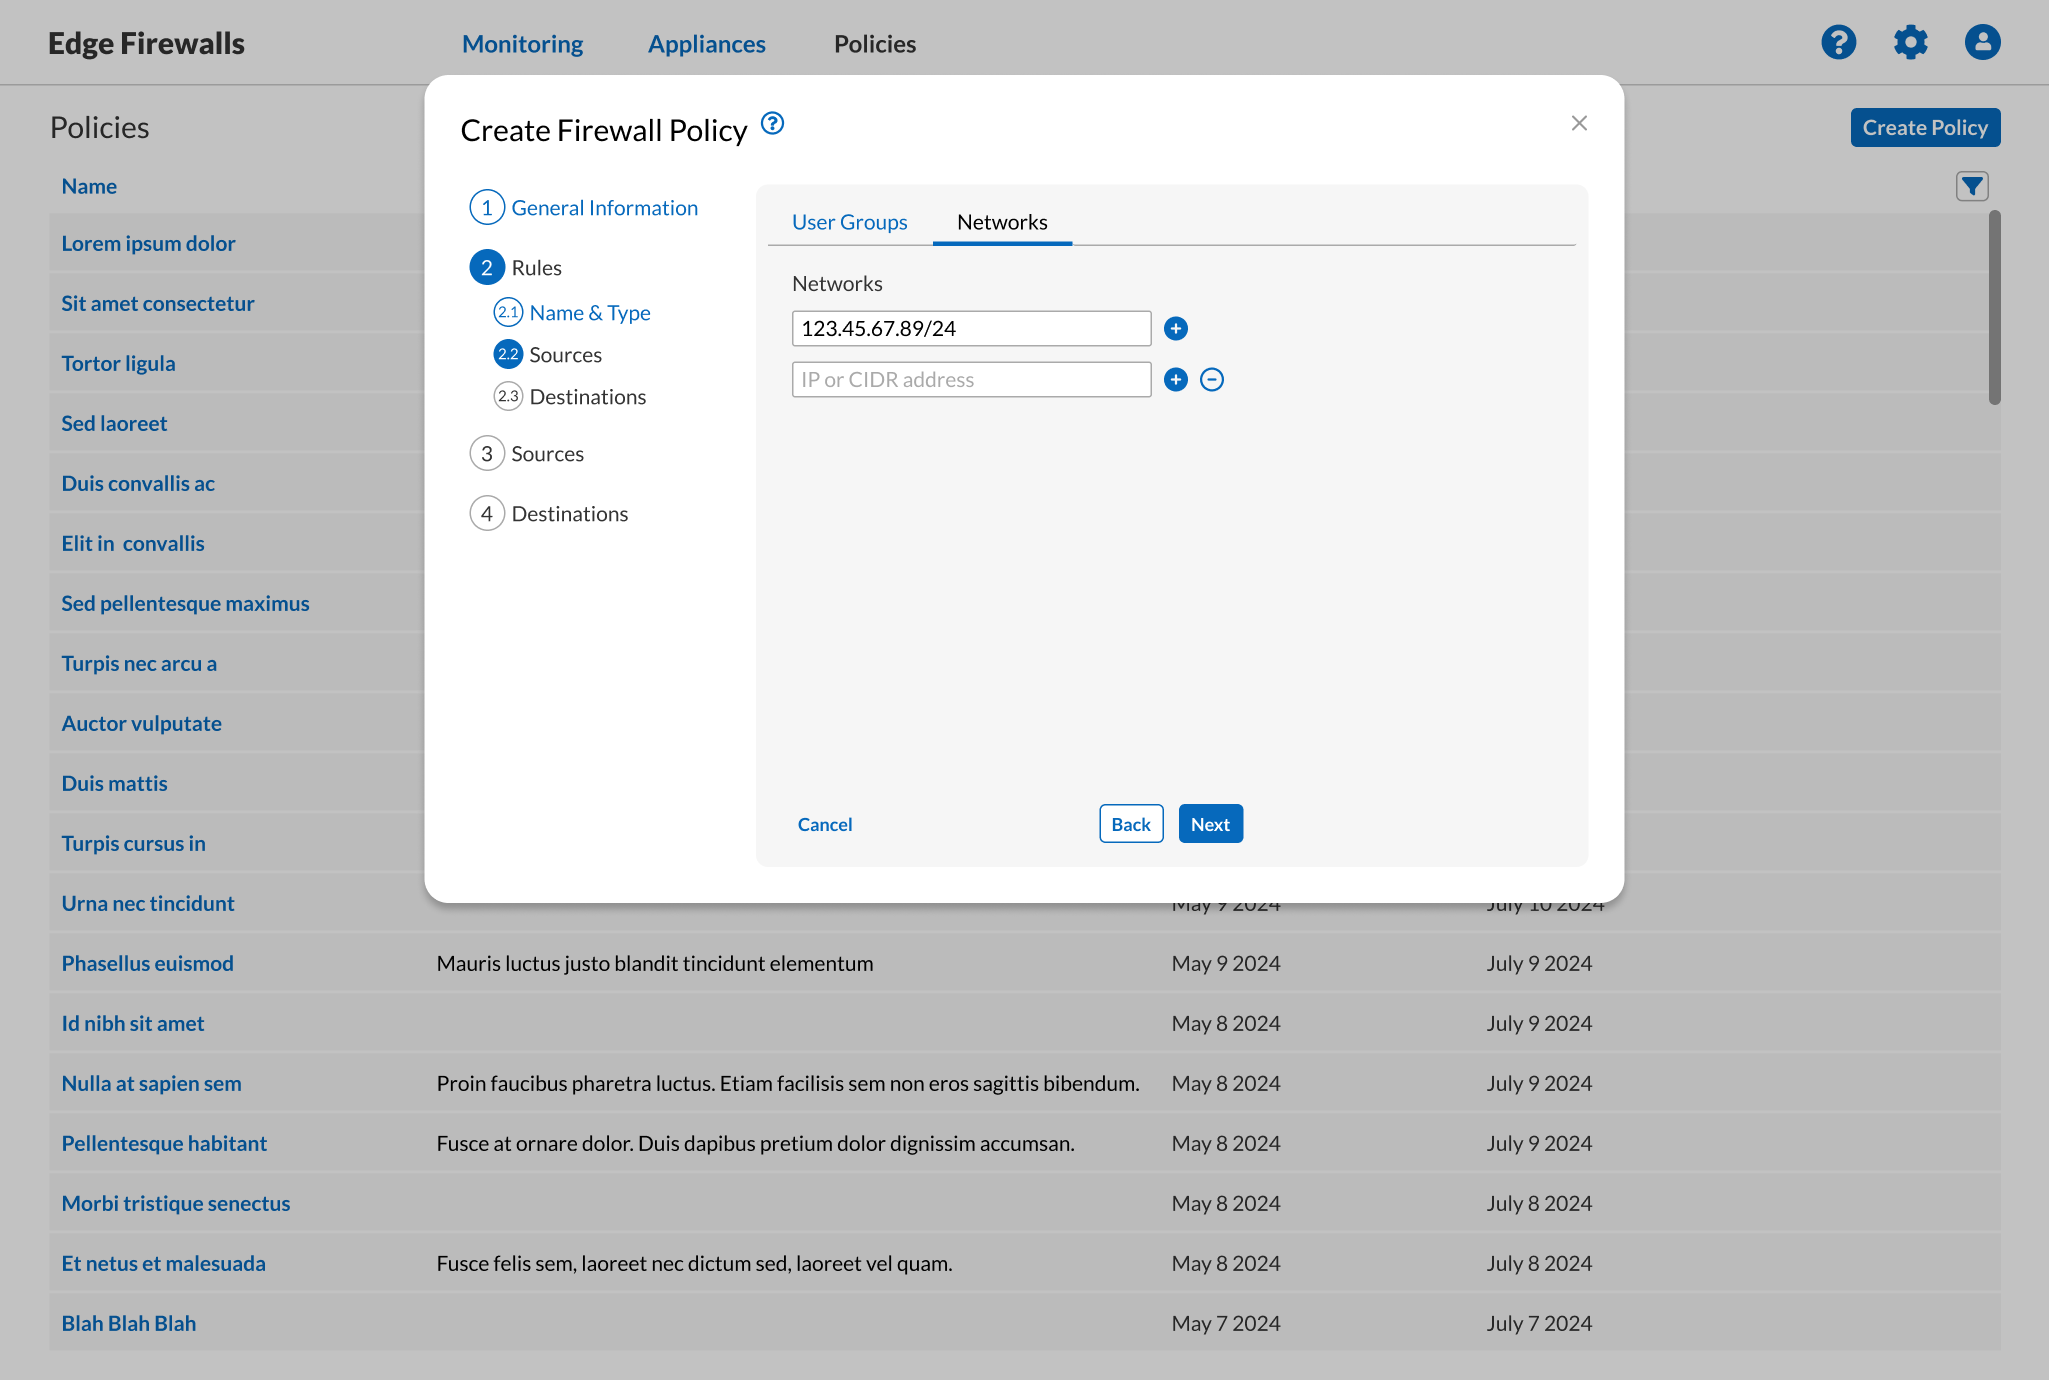 Edge Firewalls
Monitoring
Appliances
Policies
Policies
Create Policy
Name
Create Firewall Policy
1 General Information
2 Rules
2.1 Name & Type
2.2 Sources
2.3 Destinations
3 Sources
4 Destinations
User Groups
Networks
Networks
123.45.67.89/24
IP or CIDR address
Cancel
Back
Next
Lorem ipsum dolor
Sit amet consectetur
Tortor ligula
Sed laoreet
Duis convallis ac
Elit in convallis
Sed pellentesque maximus
Turpis nec arcu a
Auctor vulputate
Duis mattis
Turpis cursus in
Urna nec tincidunt May 9 2024 July 10 2024
Phasellus euismod Mauris luctus justo blandit tincidunt elementum May 9 2024 July 9 2024
Id nibh sit amet May 8 2024 July 9 2024
Nulla at sapien sem Proin faucibus pharetra luctus. Etiam facilisis sem non eros sagittis bibendum. May 8 2024 July 9 2024
Pellentesque habitant Fusce at ornare dolor. Duis dapibus pretium dolor dignissim accumsan. May 8 2024 July 9 2024
Morbi tristique senectus May 8 2024 July 8 2024
Et netus et malesuada Fusce felis sem, laoreet nec dictum sed, laoreet vel quam. May 8 2024 July 8 2024
Blah Blah Blah May 7 2024 July 7 2024